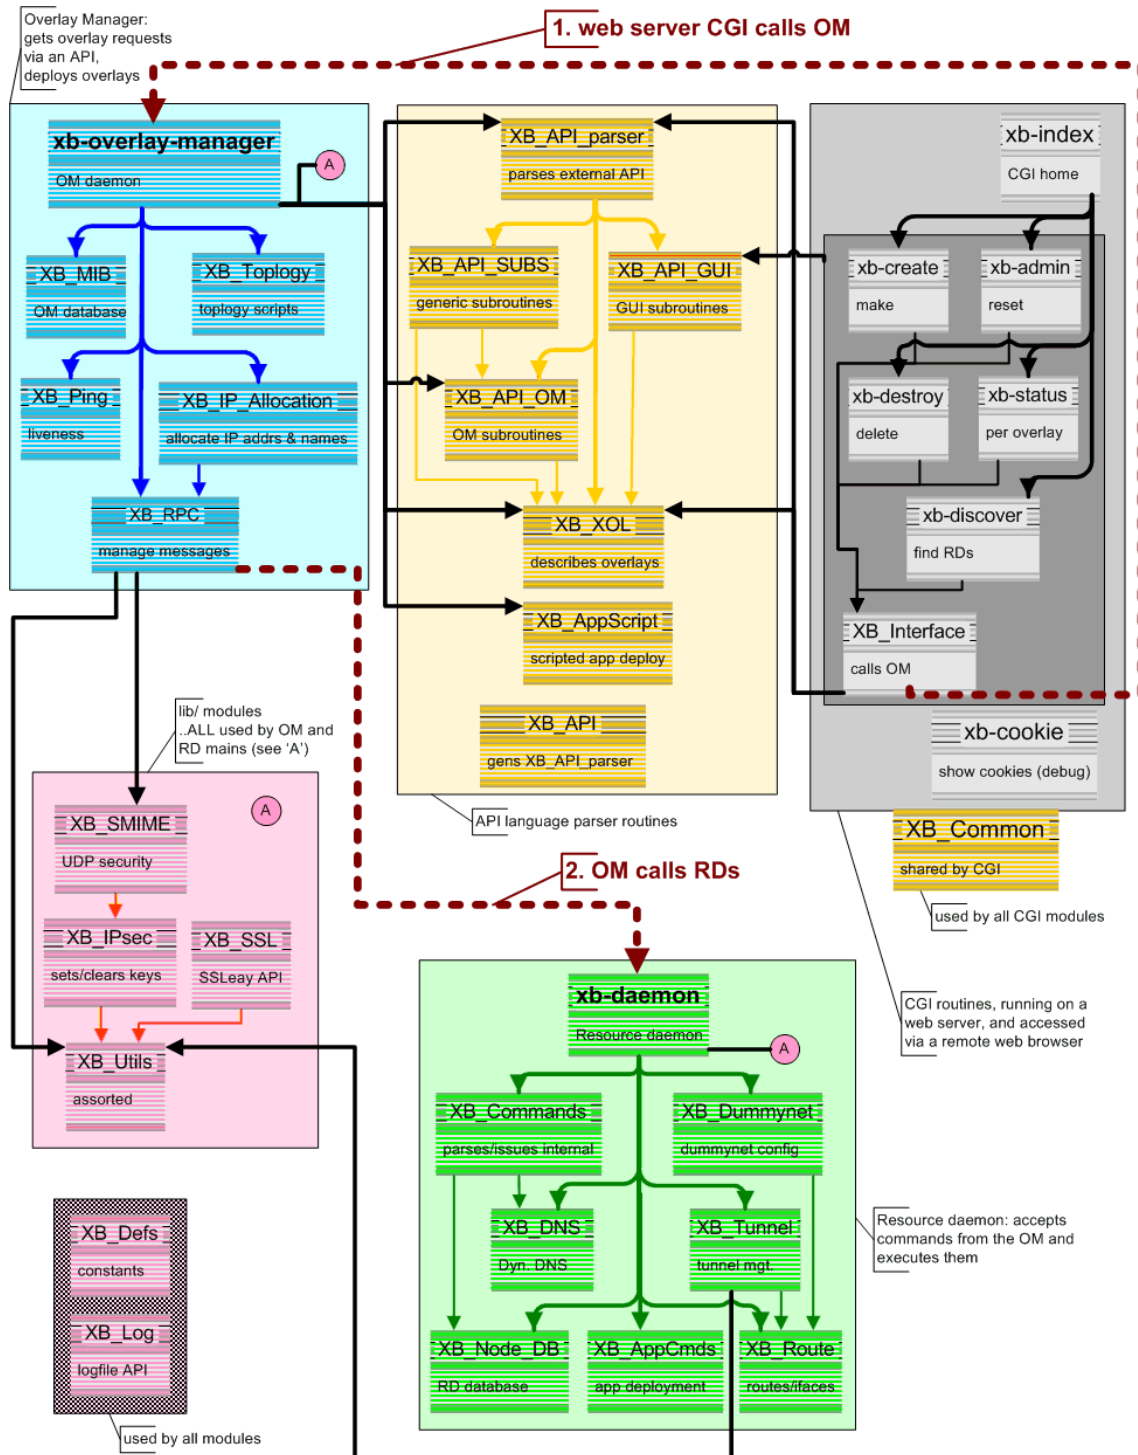 Overlay Manager:
gets overlay requests
via an API,
deploys overlays
1. web server CGI calls OM
xb-overlay-manager
OM daemon
A
XB_MIB
OM database
XB_Toplogy
toplogy scripts
XB_Ping
liveness
XB_IP_Allocation
allocate IP addrs & names
XB_RPC
manage messages
XB_API_parser
parses external API
XB_API_SUBS
generic subroutines
XB_API_GUI
GUI subroutines
XB_API_OM
OM subroutines
XB_XOL
describes overlays
XB_AppScript
scripted app deploy
XB_API
gens XB_API_parser
API language parser routines
xb-index
CGI home
xb-create
make
xb-admin
reset
xb-destroy
delete
xb-status
per overlay
xb-discover
find RDs
XB_Interface
calls OM
xb-cookie
show cookies (debug)
XB_Common
shared by CGI
used by all CGI modules
CGI routines, running on a
web server, and accessed
via a remote web browser
lib/ modules
..ALL used by OM and
RD mains (see 'A')
A
XB_SMIME
UDP security
XB_IPsec
sets/clears keys
XB_SSL
SSLeay API
XB_Utils
assorted
2. OM calls RDs
xb-daemon
Resource daemon
A
XB_Commands
parses/issues internal
XB_Dummynet
dummynet config
XB_DNS
Dyn. DNS
XB_Tunnel
tunnel mgt.
XB_Node_DB
RD database
XB_AppCmds
app deployment
XB_Route
routes/ifaces
Resource daemon: accepts
commands from the OM and
executes them
XB_Defs
constants
XB_Log
logfile API
used by all modules